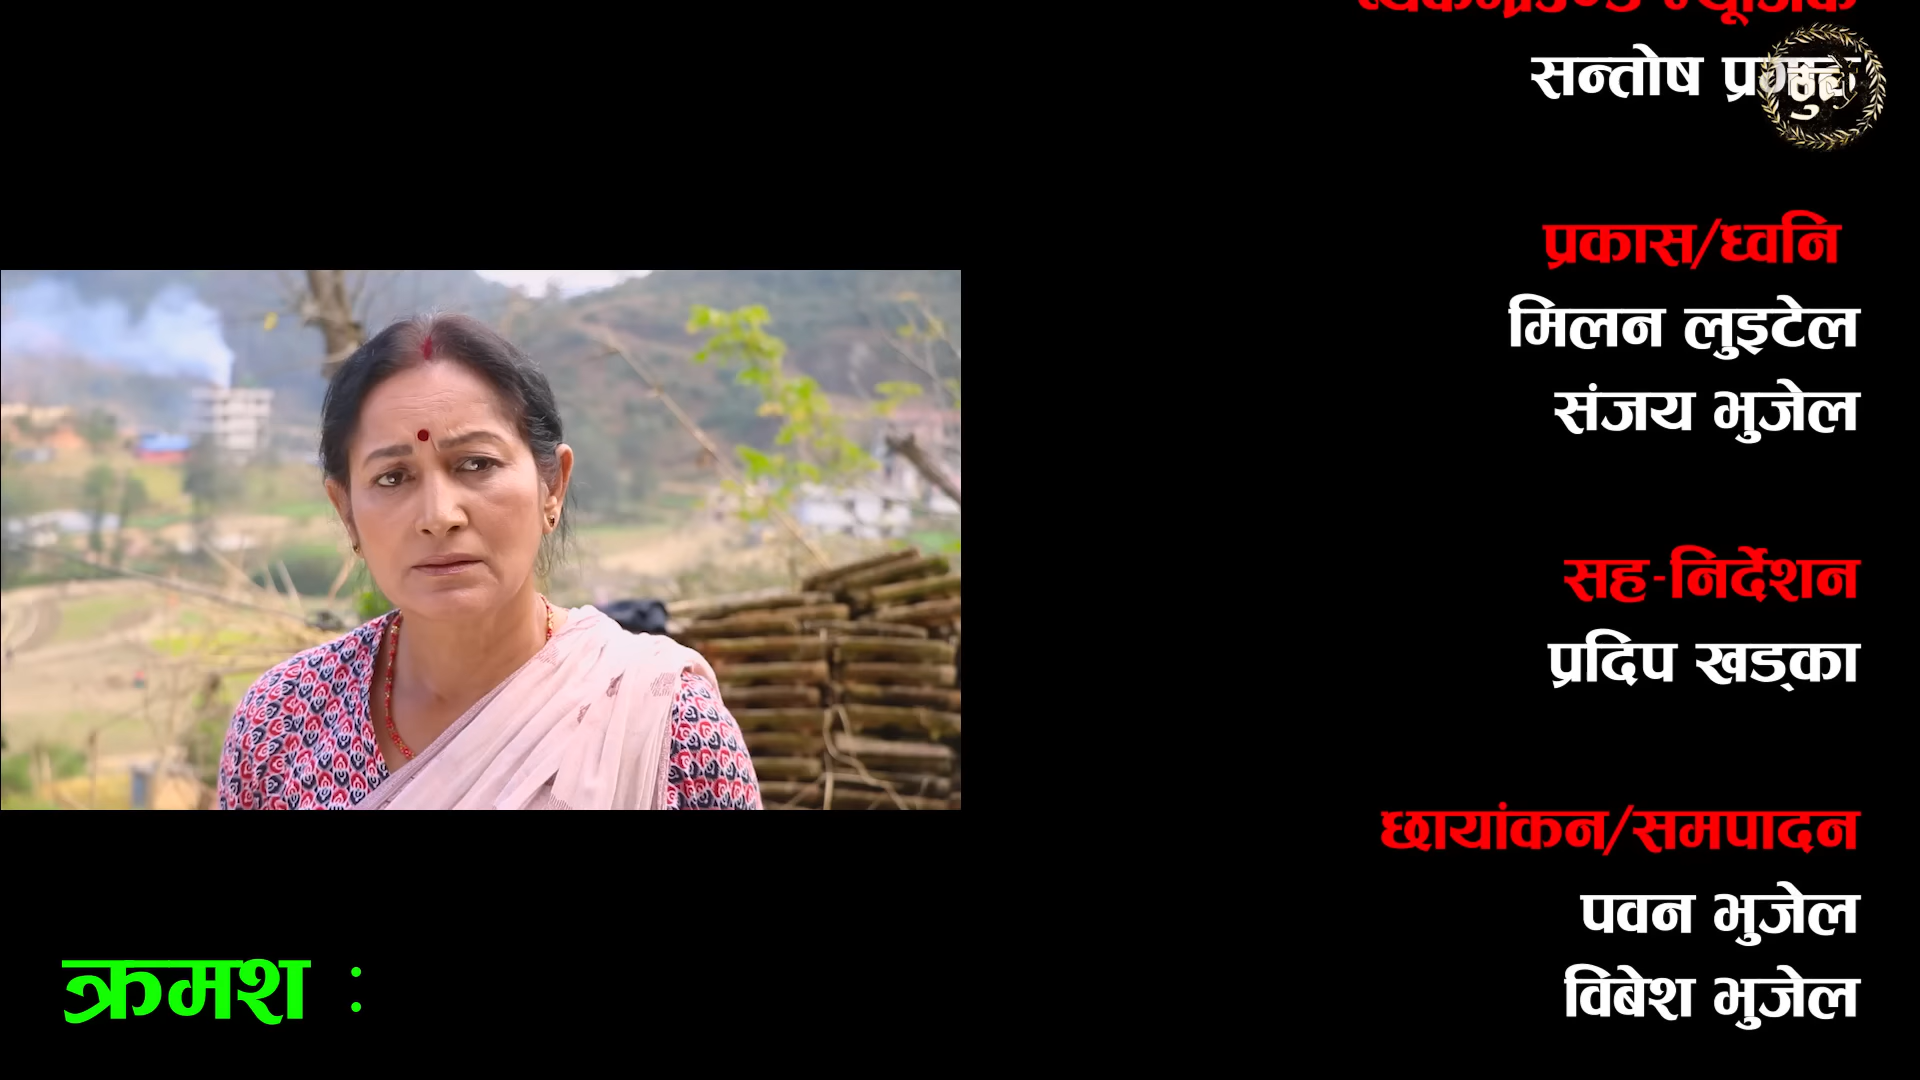 सन्तोष
प्रकास/ध्वनि
मिलन लुइटेल
संजय भुजेल
सह-निर्देशन
प्रदिप खड्का
छायांकन/समपादन
पवन भुजेल
विबेश भुजेल
क्रमश :